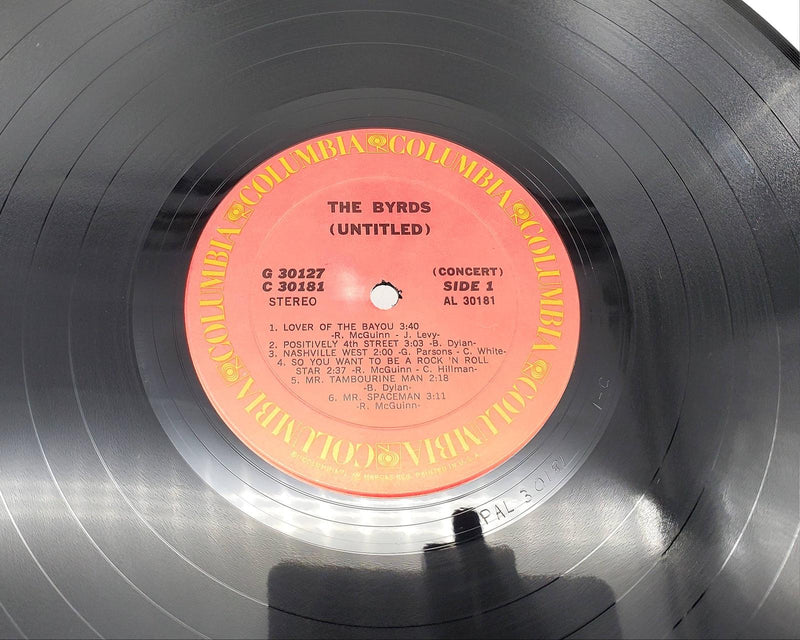 COLUMBIA COLUMBIA COLUMBIA COLUMBIA COLUMBIA COLUMBIA
THE BYRDS
(UNTITLED)
G 30127 (CONCERT)
C 30181 SIDE 1
STEREO AL 30181
1. LOVER OF THE BAYOU 3:40
-R. McGuinn - J. Levy-
2. POSITIVELY 4th STREET 3:03 -B. Dylan-
3. NASHVILLE WEST 2:00 -G. Parsons - C. White-
4. SO YOU WANT TO BE A ROCK 'N ROLL
STAR 2:37 -R. McGuinn - C. Hillman-
5. MR. TAMBOURINE MAN 2:18
-B. Dylan-
6. MR. SPACEMAN 3:11
-R. McGuinn-
PAL